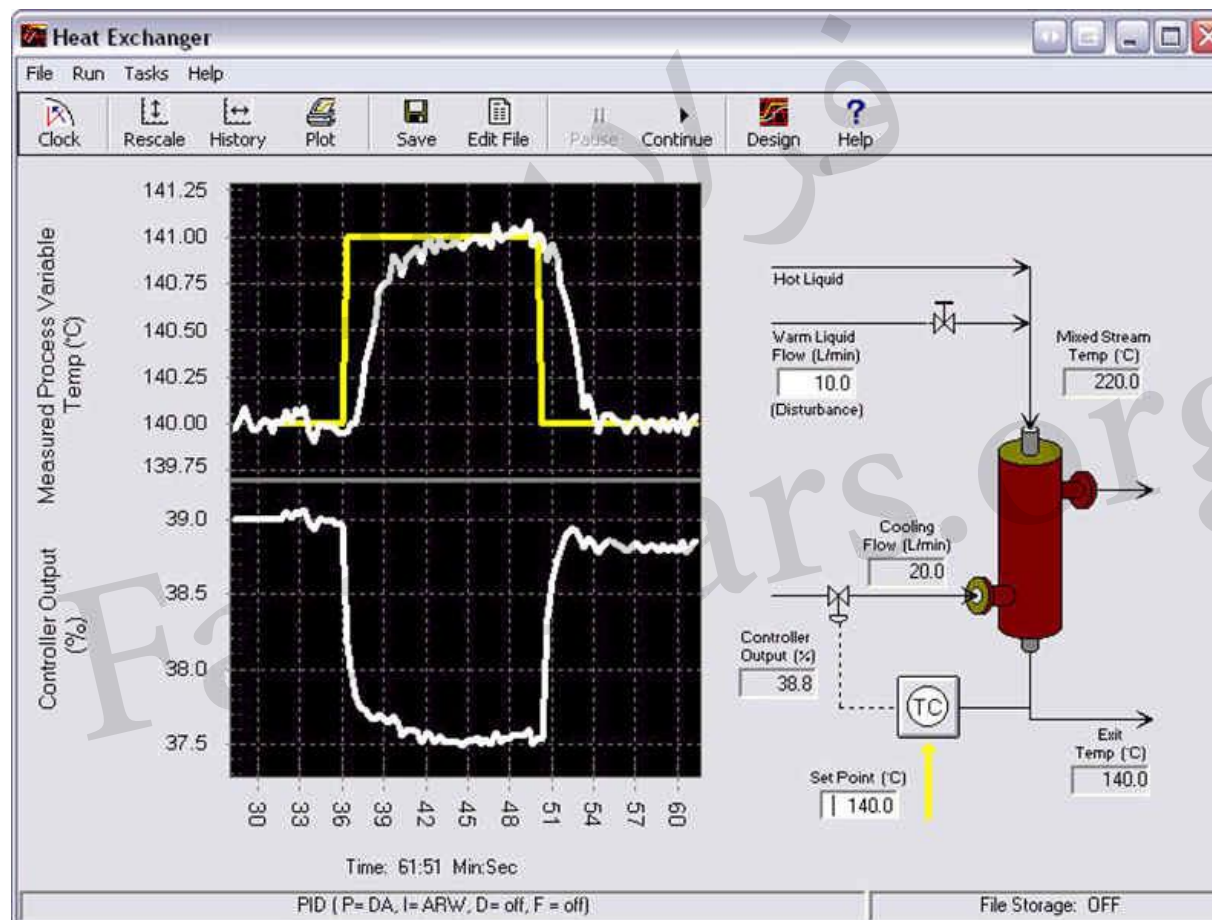 Heat Exchanger
File Run Tasks Help
Clock Rescale History Plot Save Edit File Pause Continue Design Help
Measured Process Variable
Temp (°C)
141.25
141.00
140.75
140.50
140.25
140.00
139.75
Controller Output
(%)
39.0
38.5
38.0
37.5
30 33 36 39 42 45 48 51 54 57 60
Time: 61:51 Min:Sec
Hot Liquid
Warm Liquid
Flow (L/min)
10.0
(Disturbance)
Mixed Stream
Temp (°C)
220.0
Cooling
Flow (L/min)
20.0
Controller
Output (%)
38.8
TC
Set Point (°C)
140.0
Exit
Temp (°C)
140.0
PID ( P= DA, I= ARW, D= off, F = off)
File Storage: OFF